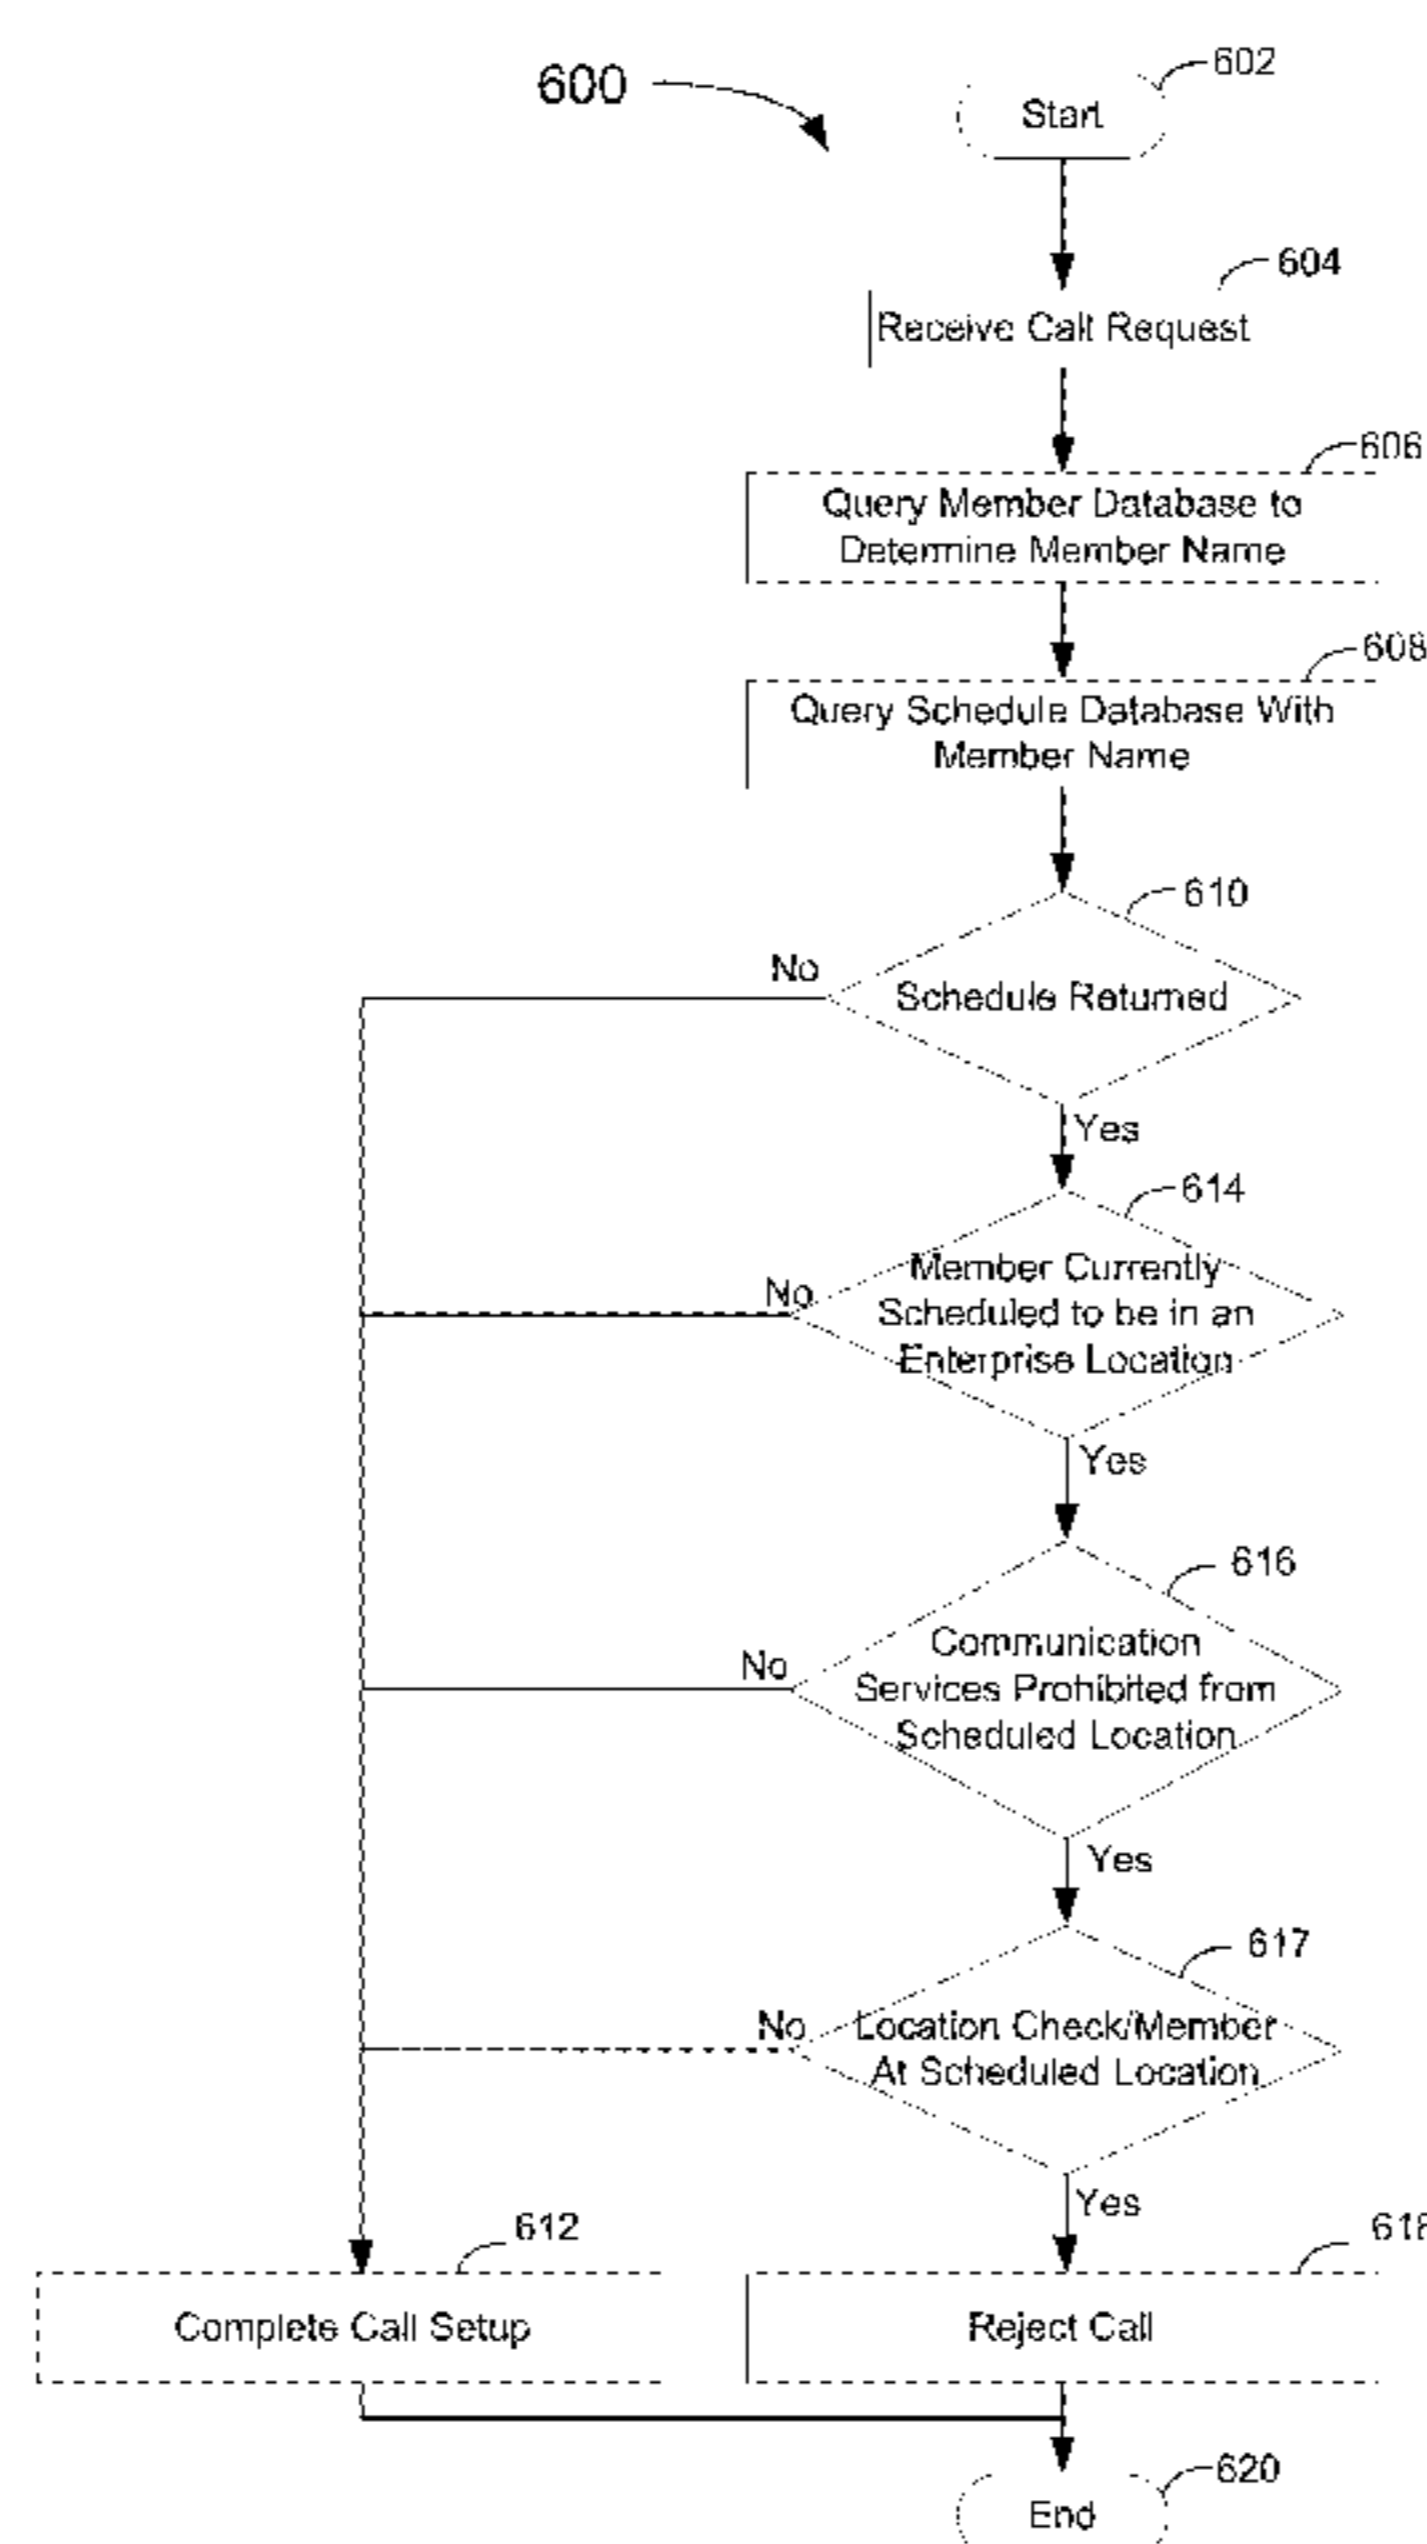 600
602
Start
604
Receive Call Request
606
Query Member Database to
Determine Member Name
608
Query Schedule Database With
Member Name
610
No
Schedule Returned
Yes
614
No
Member Currently
Scheduled to be in an
Enterprise Location
Yes
616
No
Communication
Services Prohibited from
Scheduled Location
Yes
617
No
Location Check/Member
At Scheduled Location
Yes
612
618
Complete Call Setup
Reject Call
620
End